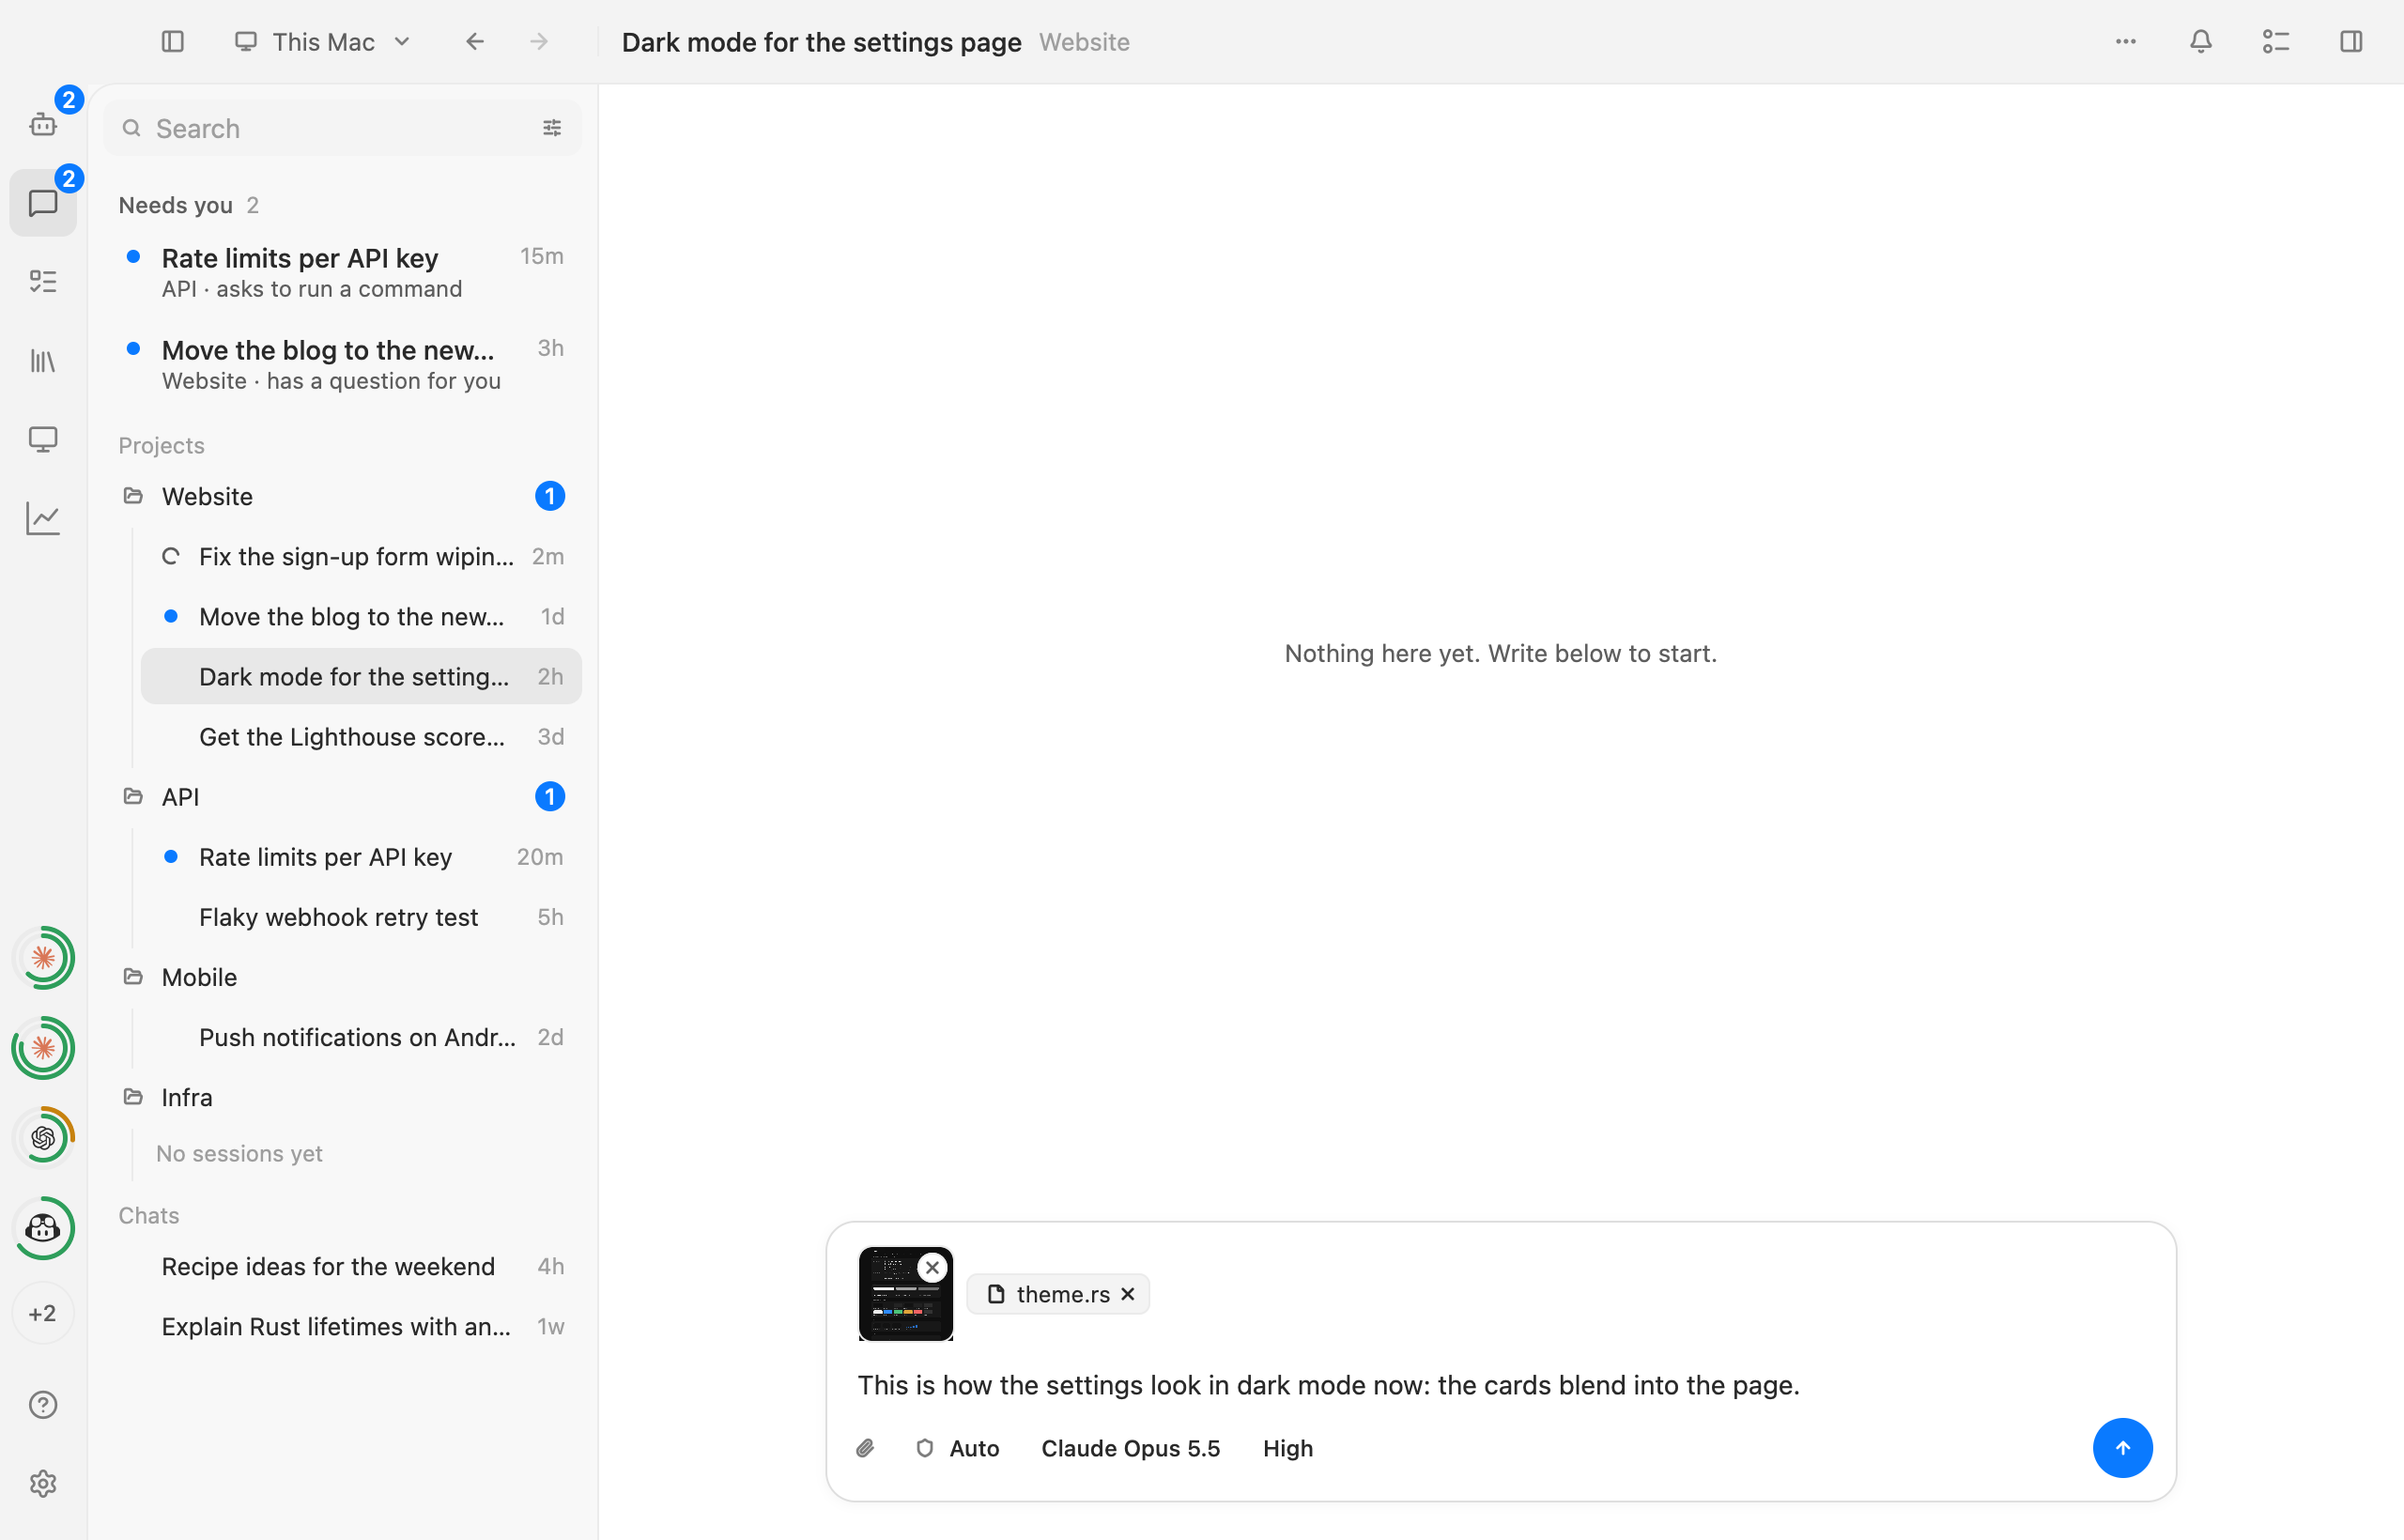 This Mac
Dark mode for the settings page Website
2
2
Search
Needs you 2
Rate limits per API key 15m
API · asks to run a command
Move the blog to the new... 3h
Website · has a question for you
Projects
Website 1
Fix the sign-up form wipin... 2m
Move the blog to the new... 1d
Dark mode for the setting... 2h
Get the Lighthouse score... 3d
API 1
Rate limits per API key 20m
Flaky webhook retry test 5h
Mobile
Push notifications on Andr... 2d
Infra
No sessions yet
Chats
Recipe ideas for the weekend 4h
Explain Rust lifetimes with an... 1w
+2
Nothing here yet. Write below to start.
theme.rs
This is how the settings look in dark mode now: the cards blend into the page.
Auto Claude Opus 5.5 High